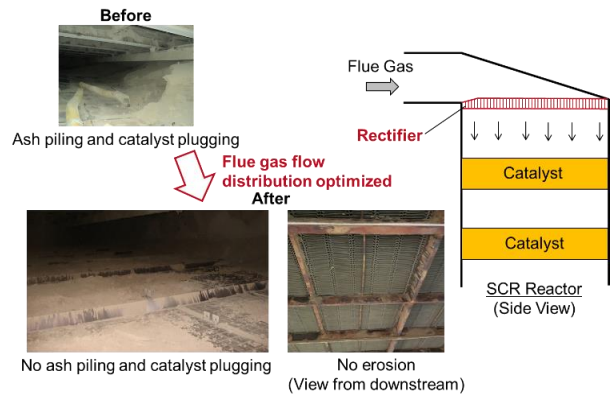 Before
Ash piling and catalyst plugging
Flue gas flow
distribution optimized
After
No ash piling and catalyst plugging
No erosion
(View from downstream)
Flue Gas
Rectifier
Catalyst
Catalyst
SCR Reactor
(Side View)